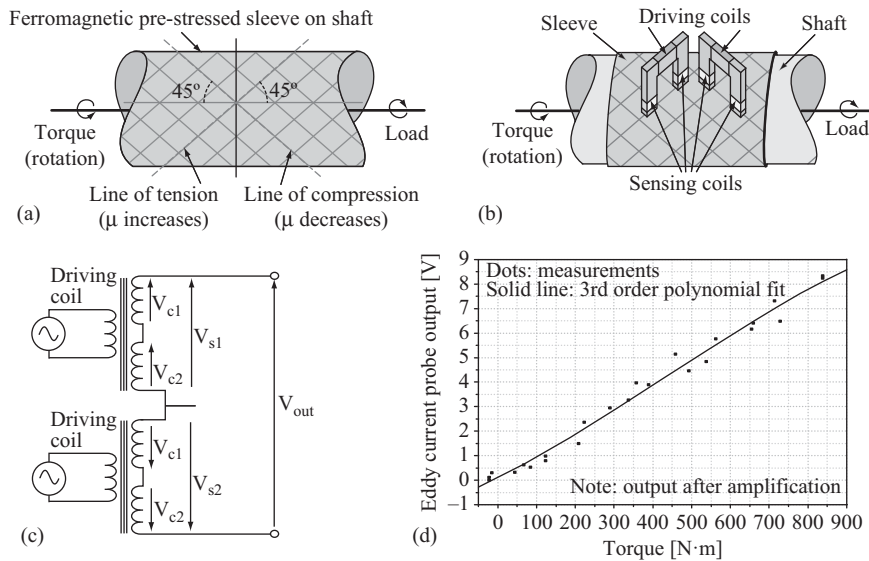 Ferromagnetic pre-stressed sleeve on shaft
45º
45º
Torque
(rotation)
Load
Line of tension
(μ increases)
Line of compression
(μ decreases)
(a)
Sleeve
Driving coils
Shaft
Torque
(rotation)
Load
Sensing coils
(b)
Driving
coil
Vc1
Vs1
Vc2
Vout
Driving
coil
Vc1
Vs2
Vc2
(c)
Eddy current probe output [V]
9
8
7
6
5
4
3
2
1
0
−1
Dots: measurements
Solid line: 3rd order polynomial fit
Note: output after amplification
0 100 200 300 400 500 600 700 800 900
Torque [N·m]
(d)